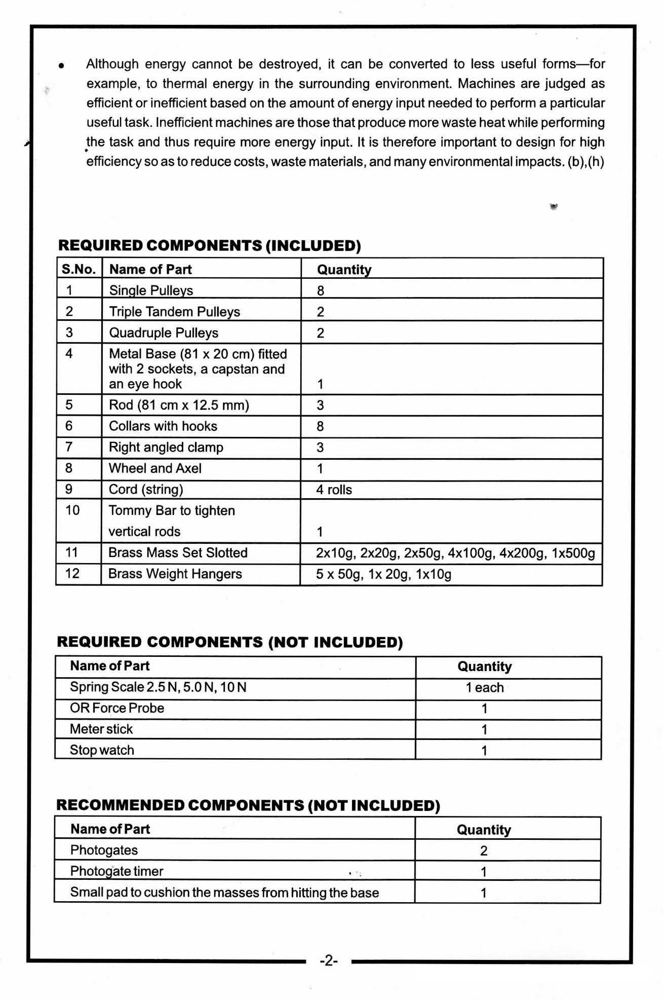 • Although energy cannot be destroyed, it can be converted to less useful forms—for
example, to thermal energy in the surrounding environment. Machines are judged as
efficient or inefficient based on the amount of energy input needed to perform a particular
useful task. Inefficient machines are those that produce more waste heat while performing
the task and thus require more energy input. It is therefore important to design for high
efficiency so as to reduce costs, waste materials, and many environmental impacts. (b),(h)
REQUIRED COMPONENTS (INCLUDED)
S.No. Name of Part Quantity
1 Single Pulleys 8
2 Triple Tandem Pulleys 2
3 Quadruple Pulleys 2
4 Metal Base (81 x 20 cm) fitted
with 2 sockets, a capstan and
an eye hook 1
5 Rod (81 cm x 12.5 mm) 3
6 Collars with hooks 8
7 Right angled clamp 3
8 Wheel and Axel 1
9 Cord (string) 4 rolls
10 Tommy Bar to tighten
vertical rods 1
11 Brass Mass Set Slotted 2x10g, 2x20g, 2x50g, 4x100g, 4x200g, 1x500g
12 Brass Weight Hangers 5 x 50g, 1x 20g, 1x10g
REQUIRED COMPONENTS (NOT INCLUDED)
Name of Part Quantity
Spring Scale 2.5 N, 5.0 N, 10 N 1 each
OR Force Probe 1
Meter stick 1
Stop watch 1
RECOMMENDED COMPONENTS (NOT INCLUDED)
Name of Part Quantity
Photogates 2
Photogate timer 1
Small pad to cushion the masses from hitting the base 1
-2-